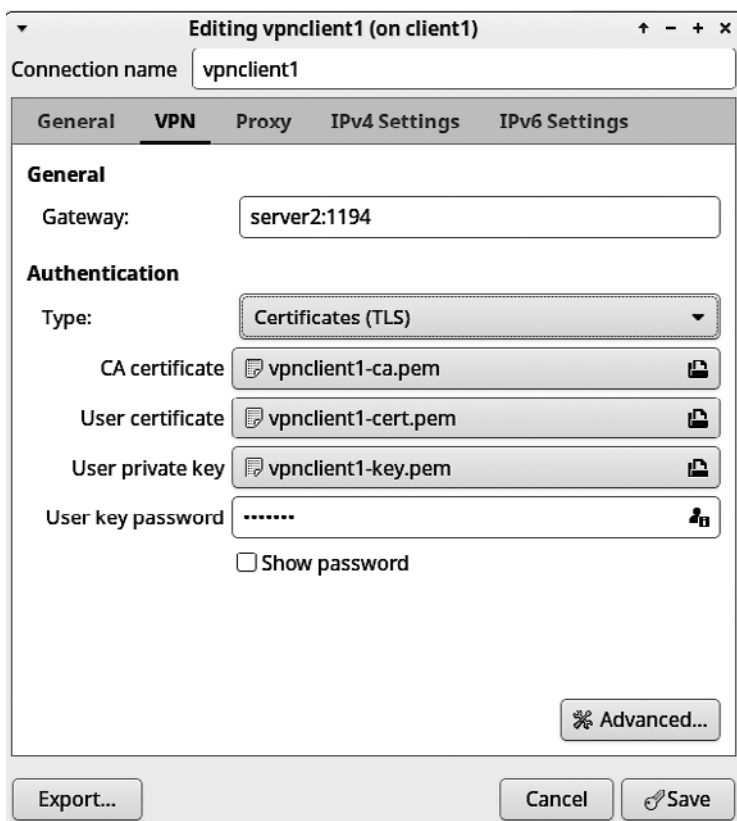 Editing vpnclient1 (on client1)
Connection name vpnclient1
General VPN Proxy IPv4 Settings IPv6 Settings
General
Gateway: server2:1194
Authentication
Type: Certificates (TLS)
CA certificate vpnclient1-ca.pem
User certificate vpnclient1-cert.pem
User private key vpnclient1-key.pem
User key password •••••••
Show password
Advanced...
Export... Cancel Save